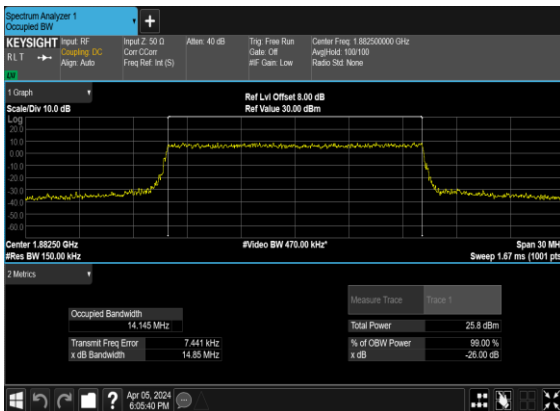 Spectrum Analyzer 1
Occupied BW
+
KEYSIGHT
R L T
LV
Input: RF
Coupling: DC
Align: Auto
Input Z: 50 Ω
Corr CCorr
Freq Ref: Int (S)
Atten: 40 dB
Trig: Free Run
Gate: Off
#IF Gain: Low
Center Freq: 1.882500000 GHz
Avg|Hold: 100/100
Radio Std: None
1 Graph
Scale/Div 10.0 dB
Ref Lvl Offset 8.00 dB
Ref Value 30.00 dBm
Log
20.0
10.0
0.00
-10.0
-20.0
-30.0
-40.0
-50.0
-60.0
Center 1.88250 GHz
#Res BW 150.00 kHz
#Video BW 470.00 kHz*
Span 30 MH
Sweep 1.67 ms (1001 pts
2 Metrics
Measure Trace Trace 1
Occupied Bandwidth
14.145 MHz
Total Power 25.8 dBm
Transmit Freq Error 7.441 kHz
% of OBW Power 99.00 %
x dB Bandwidth 14.85 MHz
x dB -26.00 dB
?
Apr 05, 2024
6:05:40 PM